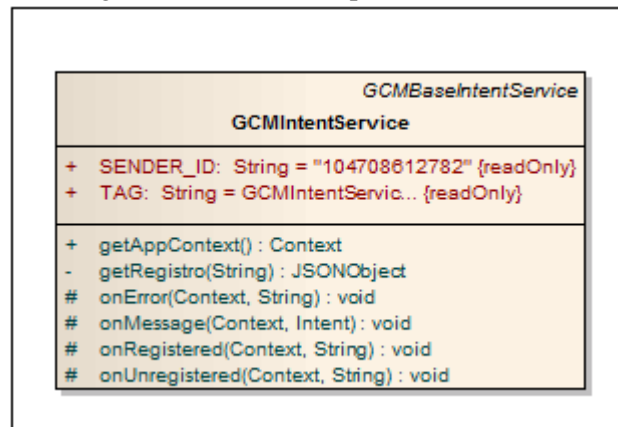 GCMBaseIntentService
GCMIntentService
+ SENDER_ID: String = "104708612782" {readOnly}
+ TAG: String = GCMIntentServic... {readOnly}
+ getAppContext() : Context
- getRegistro(String) : JSONObject
# onError(Context, String) : void
# onMessage(Context, Intent) : void
# onRegistered(Context, String) : void
# onUnregistered(Context, String) : void